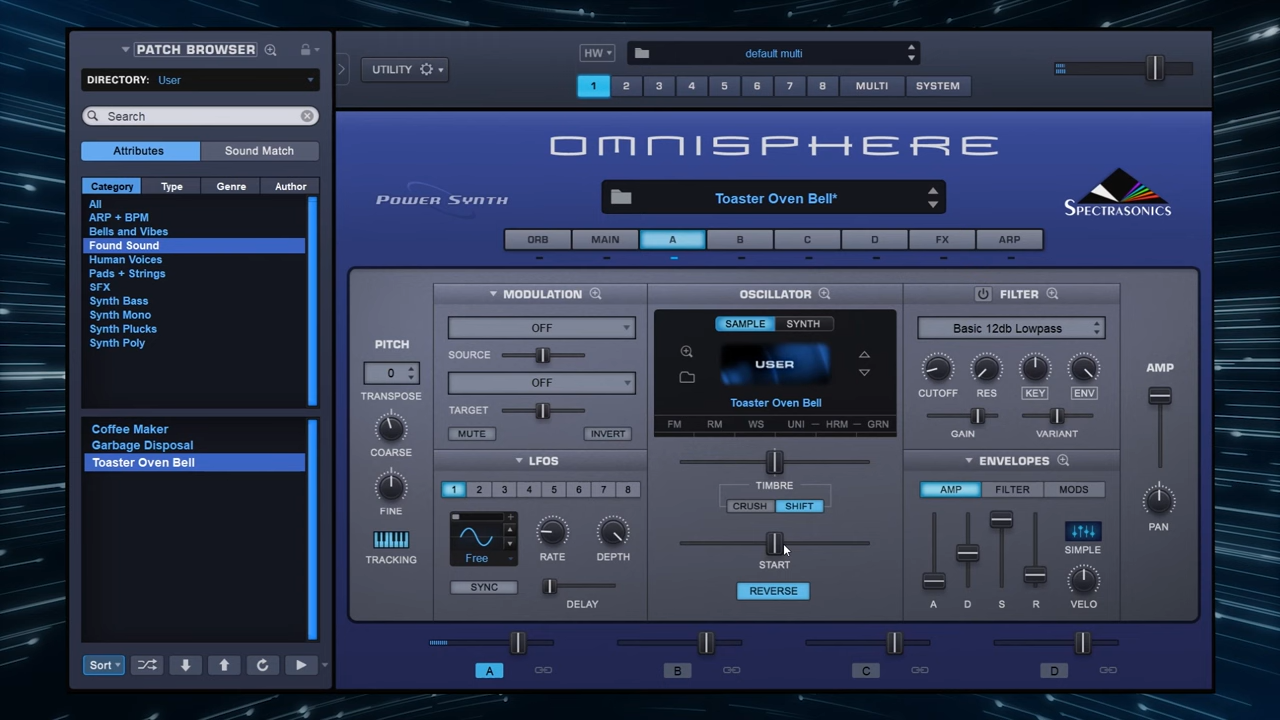 PATCH BROWSER
DIRECTORY: User
Search
Attributes Sound Match
Category Type Genre Author
All
ARP + BPM
Bells and Vibes
Found Sound
Human Voices
Pads + Strings
SFX
Synth Bass
Synth Mono
Synth Plucks
Synth Poly
Coffee Maker
Garbage Disposal
Toaster Oven Bell
Sort
UTILITY
HW
default multi
1 2 3 4 5 6 7 8 MULTI SYSTEM
OMNISPHERE
POWER SYNTH
Toaster Oven Bell*
SPECTRASONICS
ORB MAIN A B C D FX ARP
PITCH
0
TRANSPOSE
COARSE
FINE
TRACKING
MODULATION
OFF
SOURCE
OFF
TARGET
MUTE INVERT
LFOS
1 2 3 4 5 6 7 8
Free
RATE DEPTH
SYNC
DELAY
OSCILLATOR
SAMPLE SYNTH
USER
Toaster Oven Bell
FM RM WS UNI HRM GRN
TIMBRE
CRUSH SHIFT
START
REVERSE
FILTER
Basic 12db Lowpass
CUTOFF RES KEY ENV
GAIN VARIANT
ENVELOPES
AMP FILTER MODS
SIMPLE
A D S R VELO
AMP
PAN
A B C D